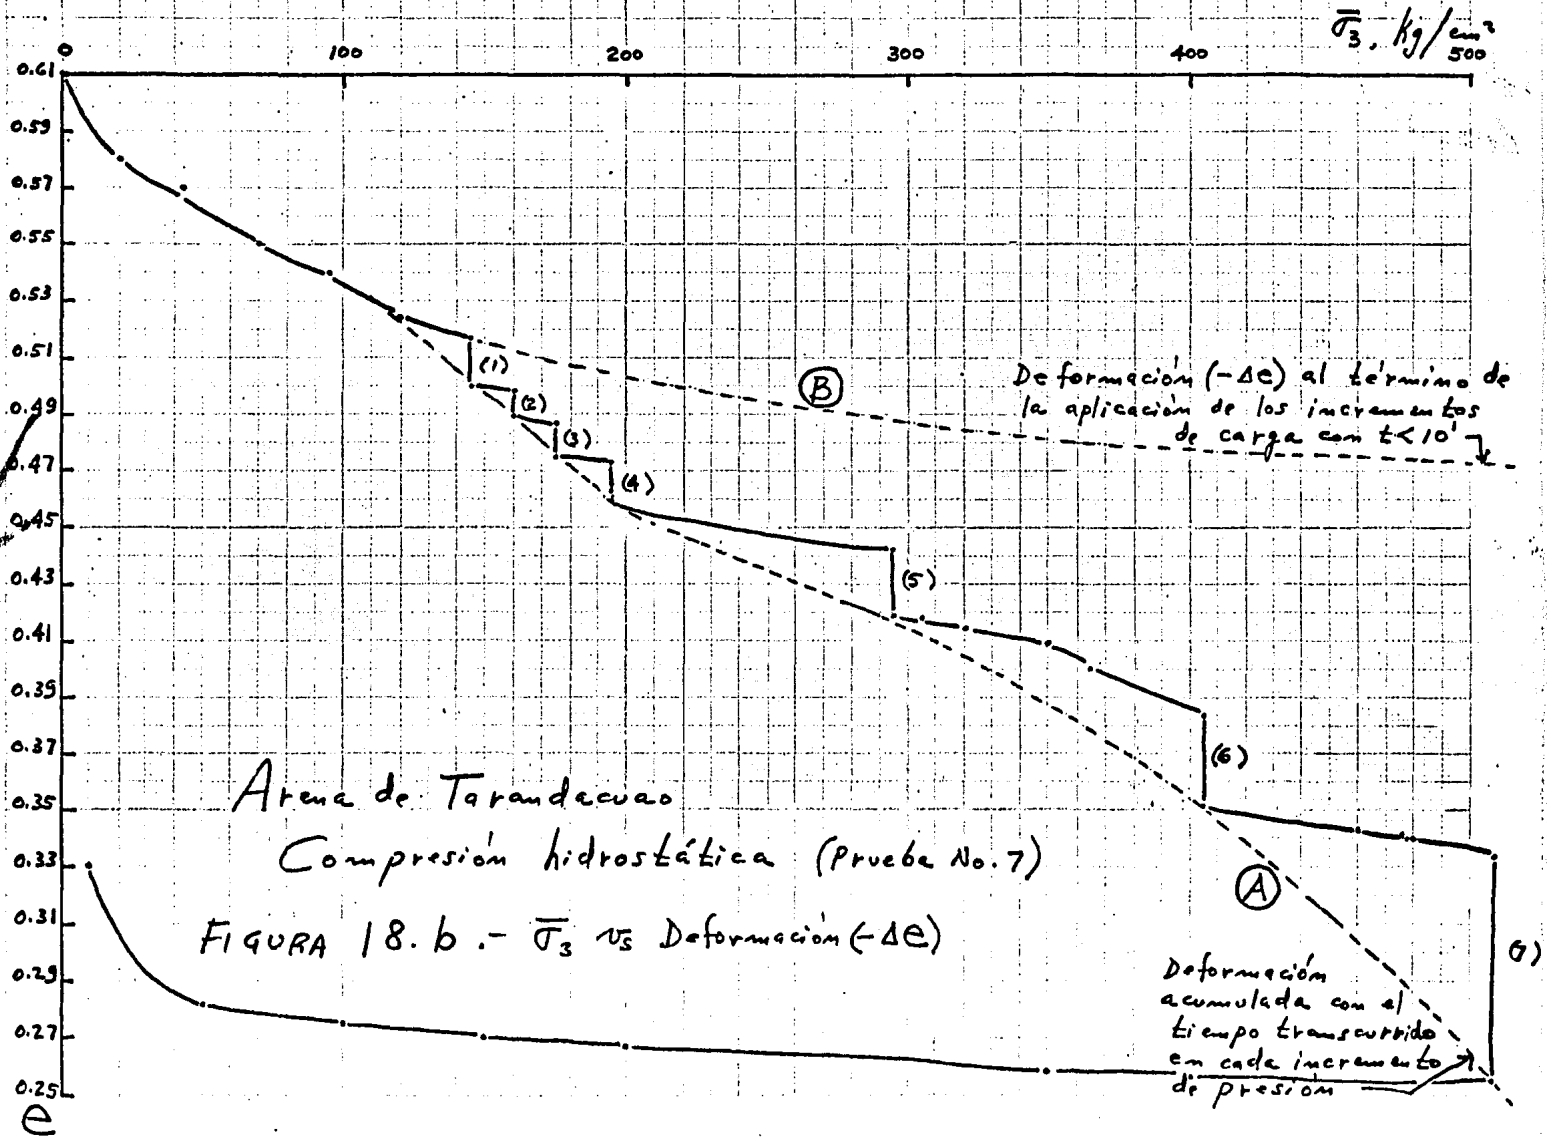 σ̄₃, Kg/cm²
0 100 200 300 400 500
0.61
0.59
0.57
0.55
0.53
0.51
0.49
0.47
0.45
0.43
0.41
0.39
0.37
0.35
0.33
0.31
0.29
0.27
0.25
e
(1)
(2)
(3)
(4)
(5)
(6)
(7)
B
Deformación (-Δe) al término de
la aplicación de los incrementos
de carga con t<10'
A
Arena de Tarandacuao
Compresión hidrostática (Prueba No. 7)
FIGURA 18.b.- σ̄₃ vs Deformación (-Δe)
Deformación
acumulada con el
tiempo transcurrido
en cada incremento
de presión